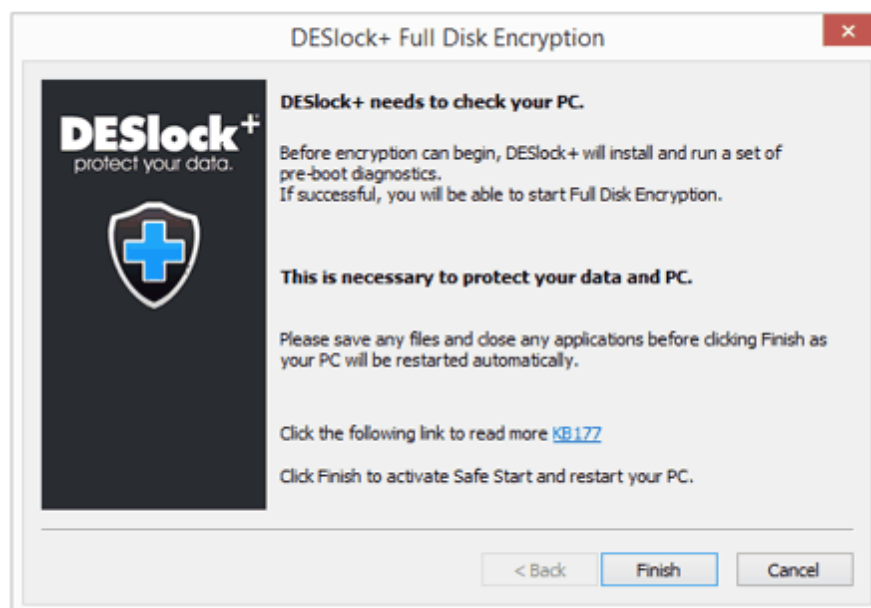 DESlock+ Full Disk Encryption
DESlock+
protect your data.
DESlock+ needs to check your PC.
Before encryption can begin, DESlock+ will install and run a set of
pre-boot diagnostics.
If successful, you will be able to start Full Disk Encryption.
This is necessary to protect your data and PC.
Please save any files and close any applications before clicking Finish as
your PC will be restarted automatically.
Click the following link to read more KB177
Click Finish to activate Safe Start and restart your PC.
< Back Finish Cancel